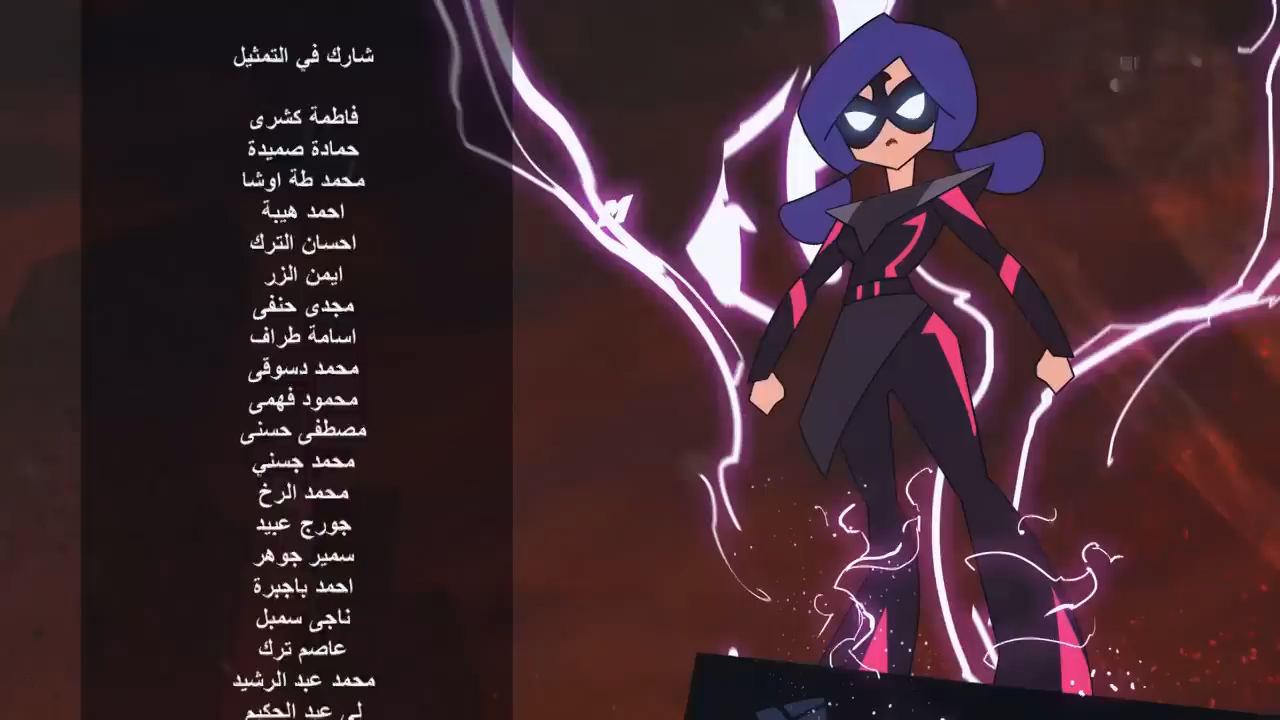 شارك في التمثيل
فاطمة كشرى
حمادة صميدة
محمد طة اوشا
احمد هيبة
احسان الترك
ايمن الزر
مجدى حنفى
اسامة طراف
محمد دسوقى
محمود فهمى
مصطفى حسنى
محمد جسني
محمد الرخ
جورج عبيد
سمير جوهر
احمد باجبرة
ناجى سمبل
عاصم ترك
محمد عبد الرشيد
عبد الحكيم